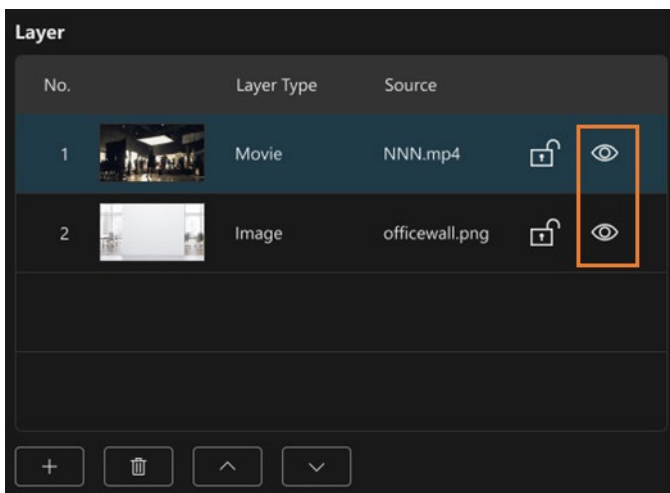 Layer
No. Layer Type Source
1 Movie NNN.mp4
2 Image officewall.png